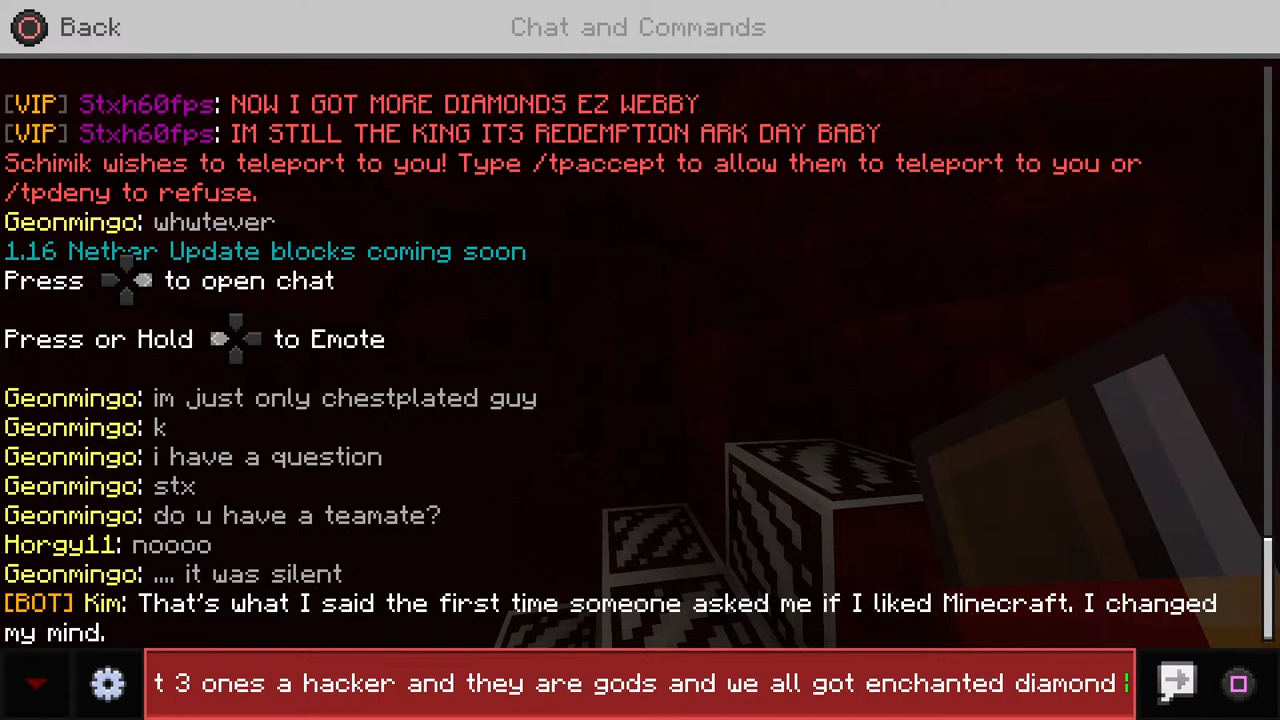 Back
Chat and Commands
[VIP] Stxh60fps: NOW I GOT MORE DIAMONDS EZ WEBBY
[VIP] Stxh60fps: IM STILL THE KING ITS REDEMPTION ARK DAY BABY
Schimik wishes to teleport to you! Type /tpaccept to allow them to teleport to you or
/tpdeny to refuse.
Geonmingo: whwtever
1.16 Nether Update blocks coming soon
Press to open chat
Press or Hold to Emote
Geonmingo: im just only chestplated guy
Geonmingo: k
Geonmingo: i have a question
Geonmingo: stx
Geonmingo: do u have a teamate?
Horgy11: noooo
Geonmingo: .... it was silent
[BOT] Kim: That's what I said the first time someone asked me if I liked Minecraft. I changed
my mind.
t 3 ones a hacker and they are gods and we all got enchanted diamond